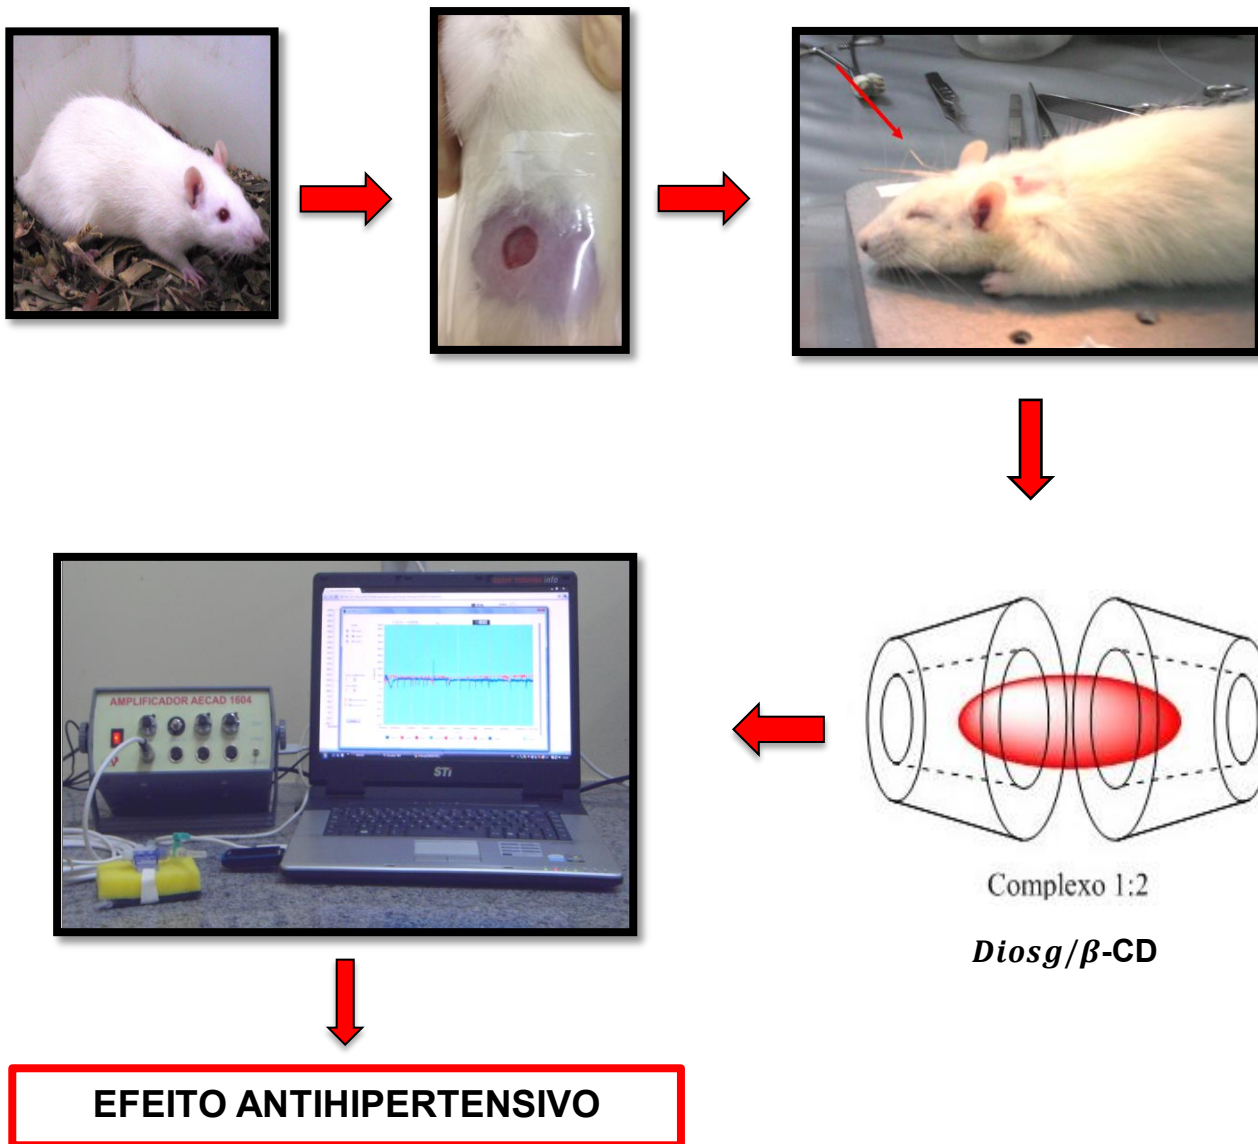 AMPLIFICADOR AECAD 1604
STi
Complexo 1:2
Diosg/β-CD
EFEITO ANTIHIPERTENSIVO